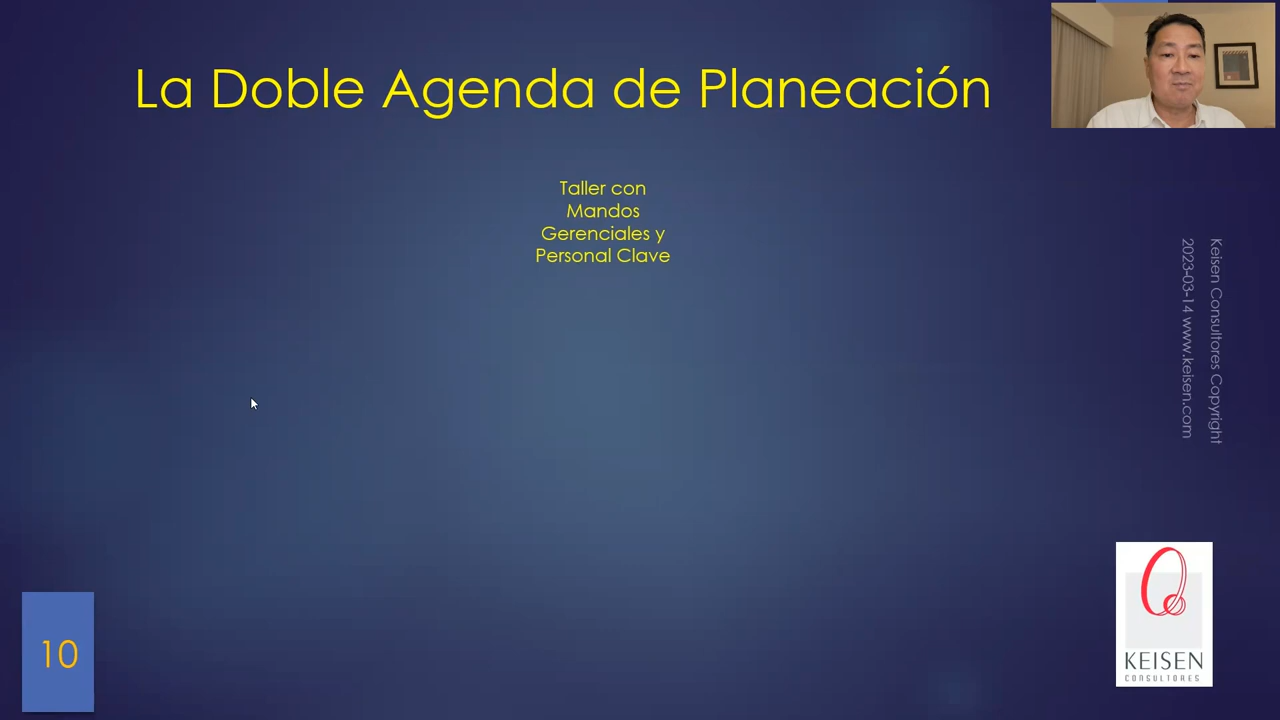 La Doble Agenda de Planeación
Taller con
Mandos
Gerenciales y
Personal Clave
Keisen Consultores Copyright
2023-03-14 www.keisen.com
KEISEN
CONSULTORES
10